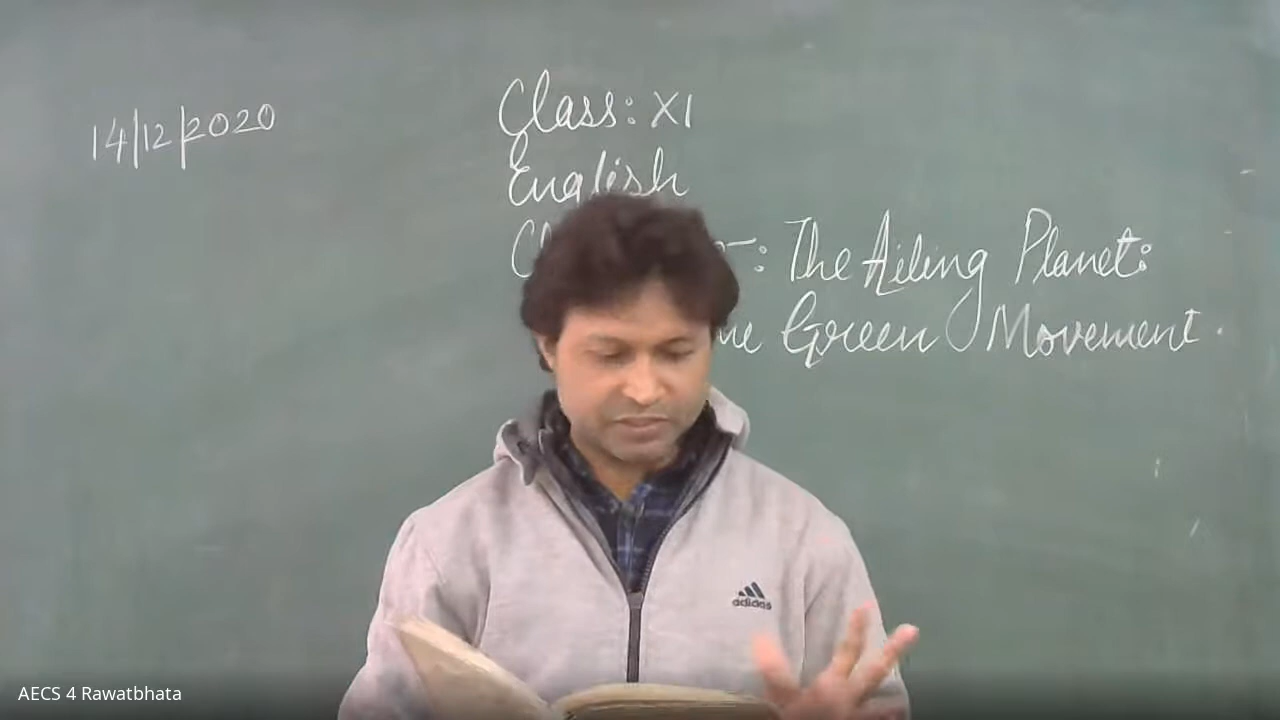 14/12/2020
Class: XI
English
: The Ailing Planet:
Green Movement.
adidas
AECS 4 Rawatbhata